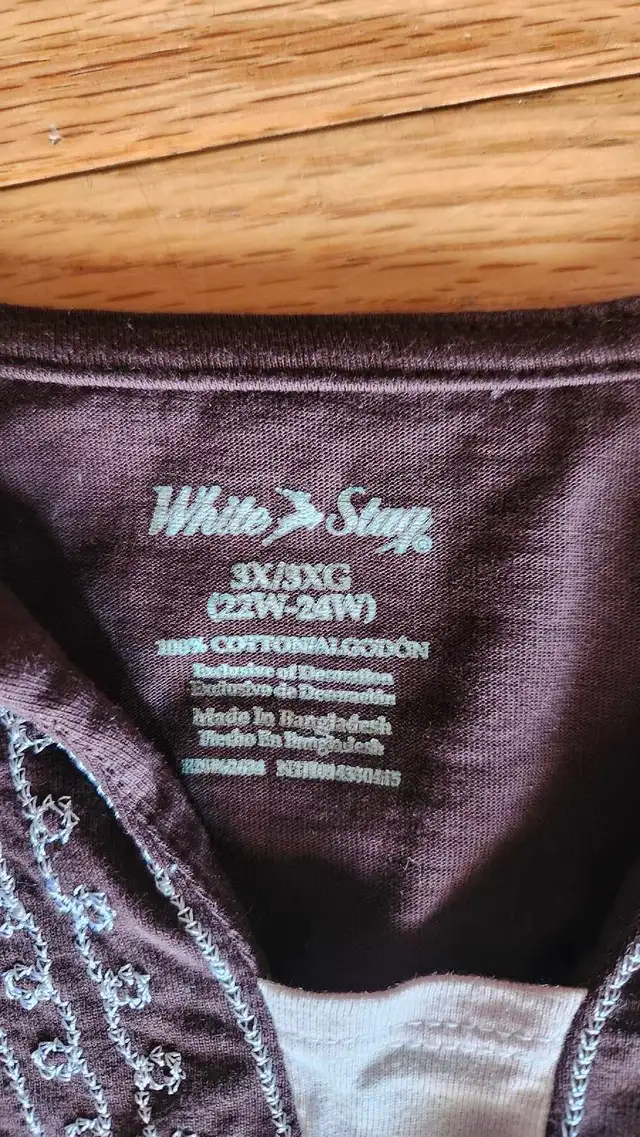 White Stag®
3X/3XG
(22W-24W)
100% COTTON/ALGODÓN
Exclusive of Decoration
Exclusivo de Decoración
Made In Bangladesh
Hecho En Bangladesh